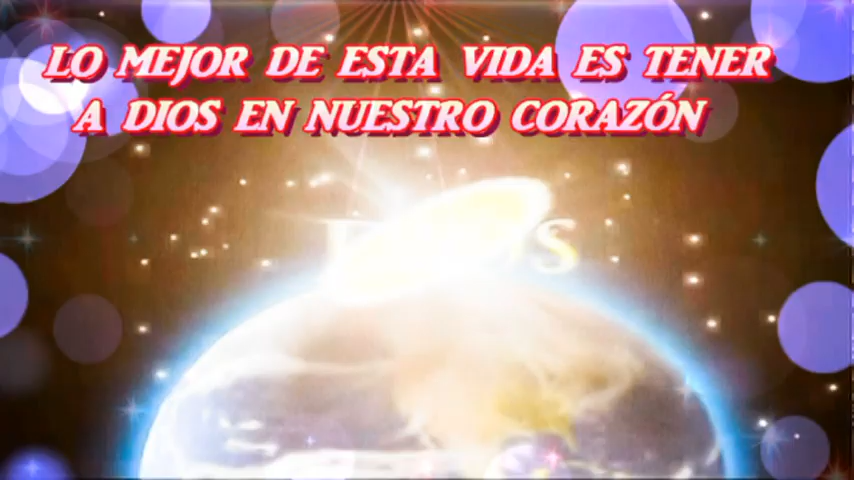 LO MEJOR DE ESTA VIDA ES TENER
A DIOS EN NUESTRO CORAZÓN